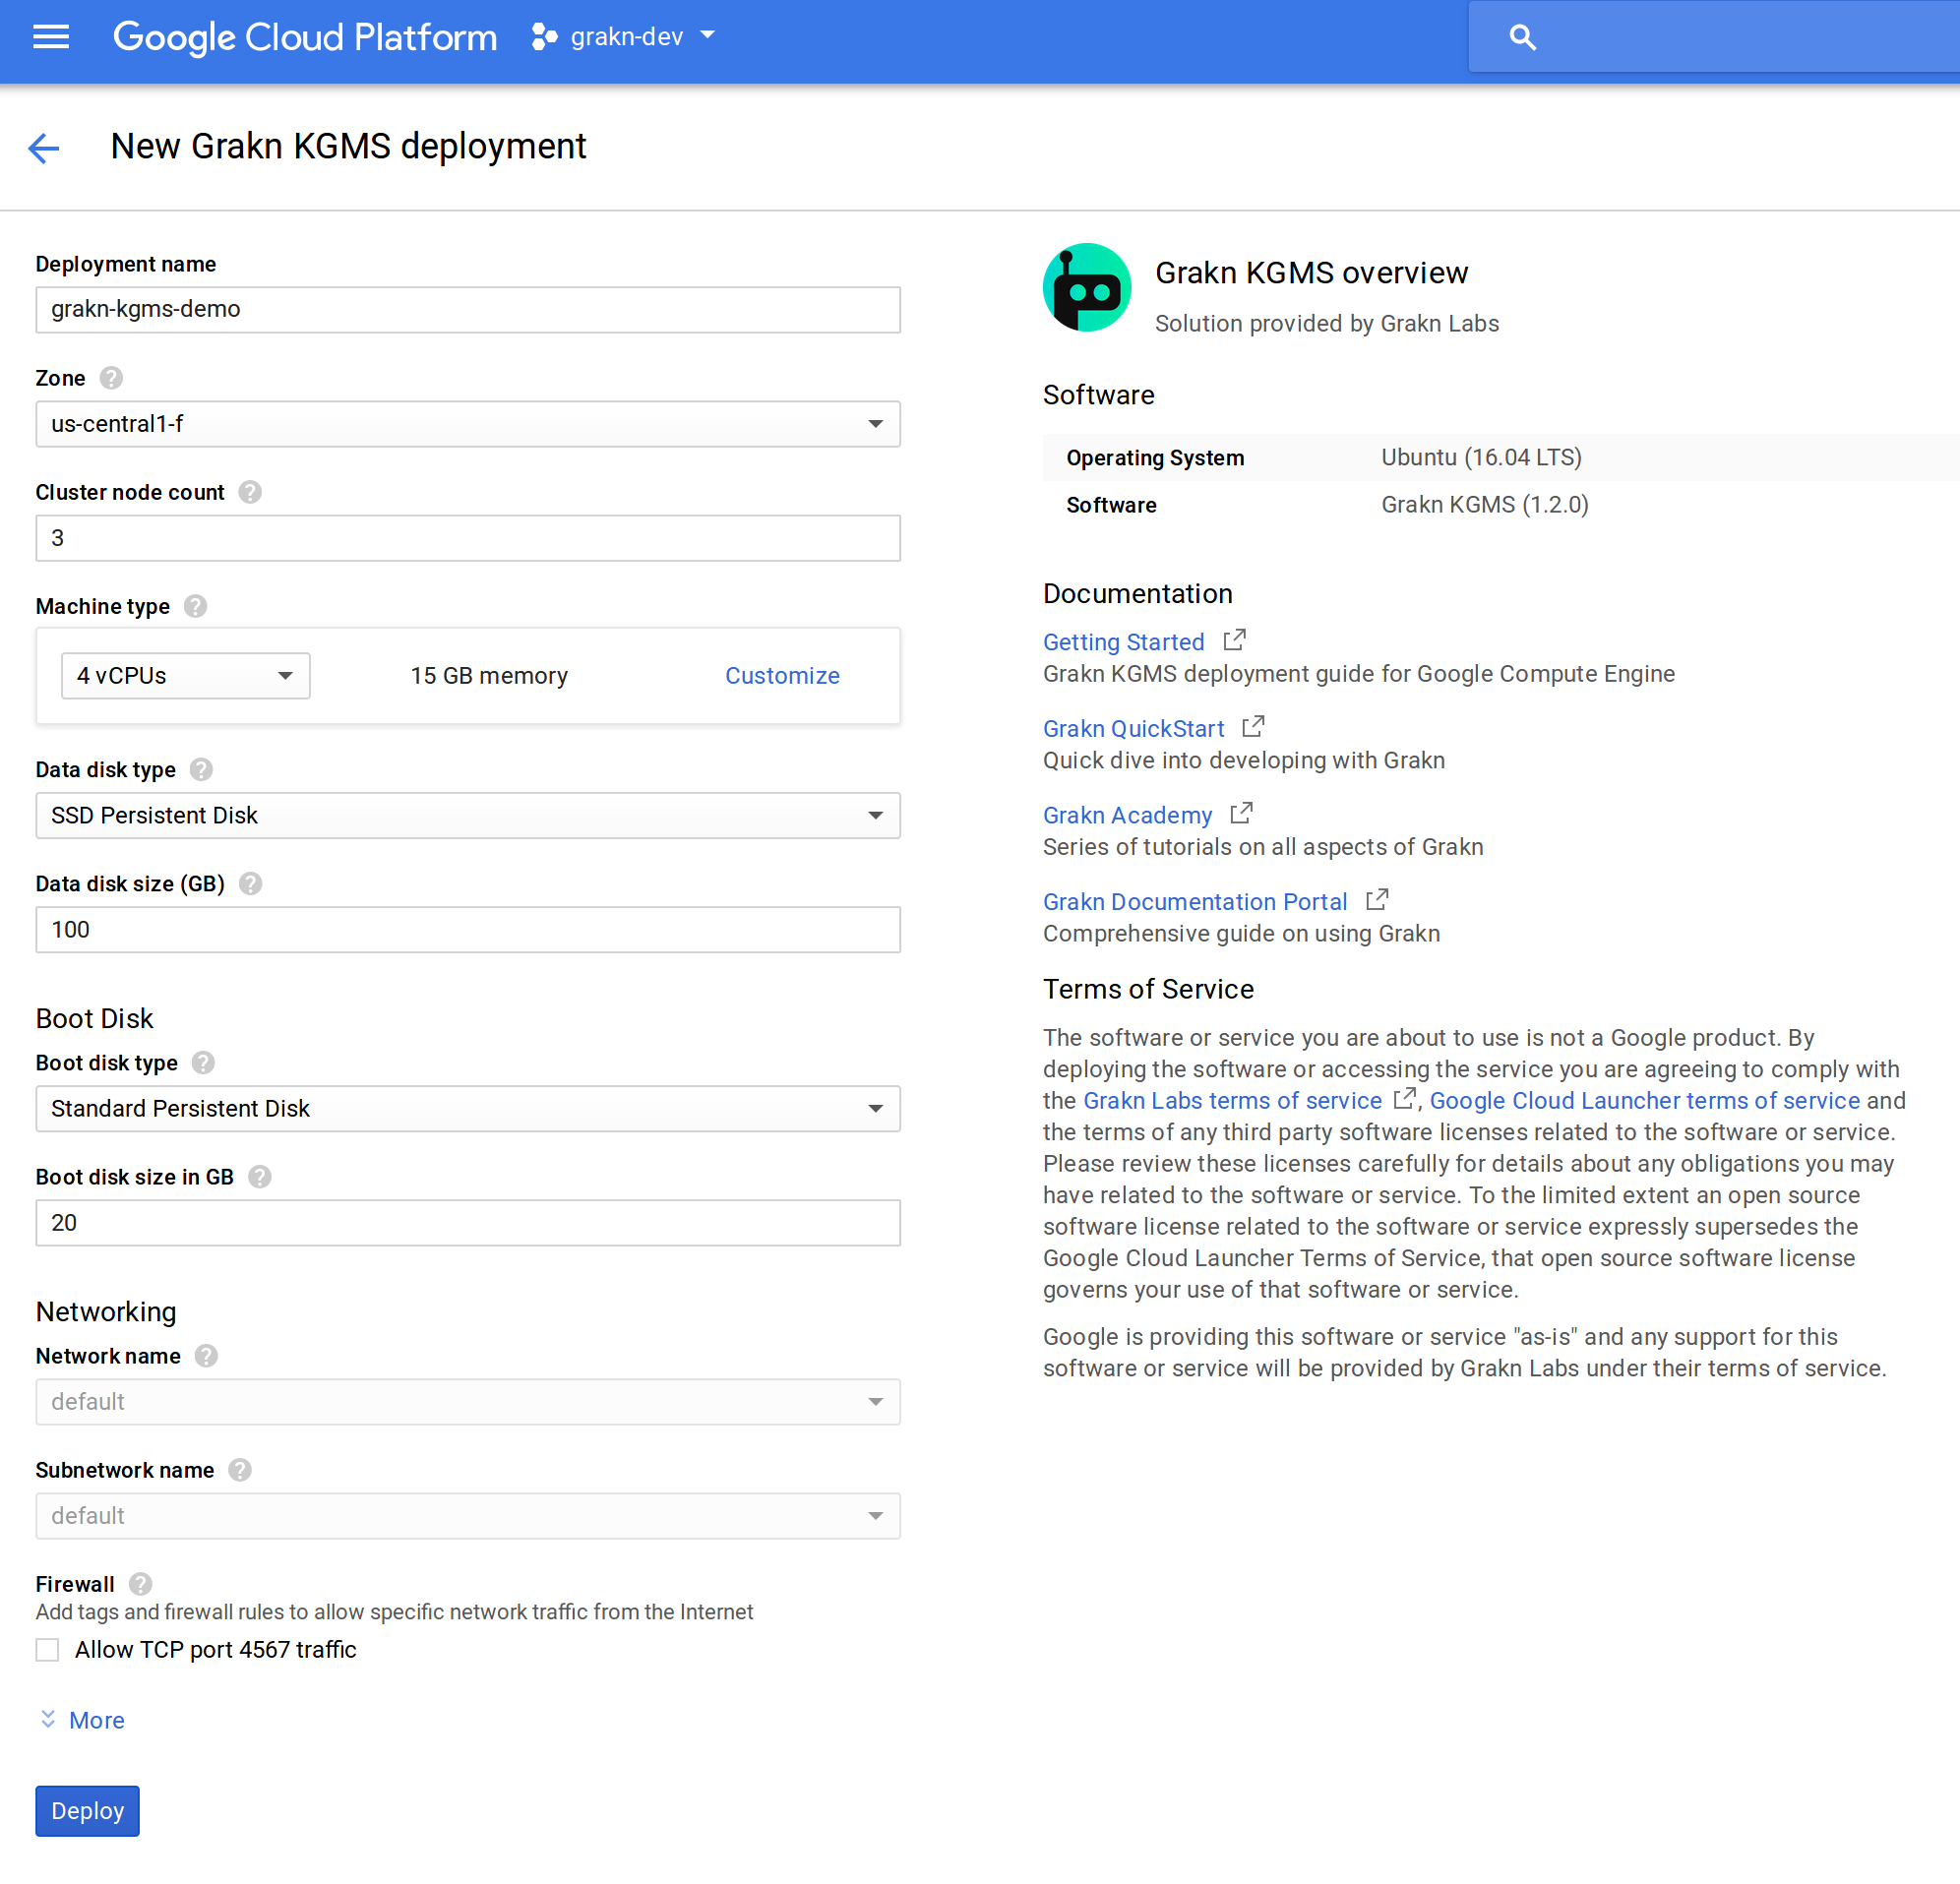 Google Cloud Platform
grakn-dev
New Grakn KGMS deployment
Deployment name
grakn-kgms-demo
Zone ?
us-central1-f
Cluster node count ?
3
Machine type ?
4 vCPUs
15 GB memory
Customize
Data disk type ?
SSD Persistent Disk
Data disk size (GB) ?
100
Boot Disk
Boot disk type ?
Standard Persistent Disk
Boot disk size in GB ?
20
Networking
Network name ?
default
Subnetwork name ?
default
Firewall ?
Add tags and firewall rules to allow specific network traffic from the Internet
Allow TCP port 4567 traffic
More
Deploy
Grakn KGMS overview
Solution provided by Grakn Labs
Software
Operating System Ubuntu (16.04 LTS)
Software Grakn KGMS (1.2.0)
Documentation
Getting Started
Grakn KGMS deployment guide for Google Compute Engine
Grakn QuickStart
Quick dive into developing with Grakn
Grakn Academy
Series of tutorials on all aspects of Grakn
Grakn Documentation Portal
Comprehensive guide on using Grakn
Terms of Service
The software or service you are about to use is not a Google product. By
deploying the software or accessing the service you are agreeing to comply with
the Grakn Labs terms of service , Google Cloud Launcher terms of service and
the terms of any third party software licenses related to the software or service.
Please review these licenses carefully for details about any obligations you may
have related to the software or service. To the limited extent an open source
software license related to the software or service expressly supersedes the
Google Cloud Launcher Terms of Service, that open source software license
governs your use of that software or service.
Google is providing this software or service "as-is" and any support for this
software or service will be provided by Grakn Labs under their terms of service.